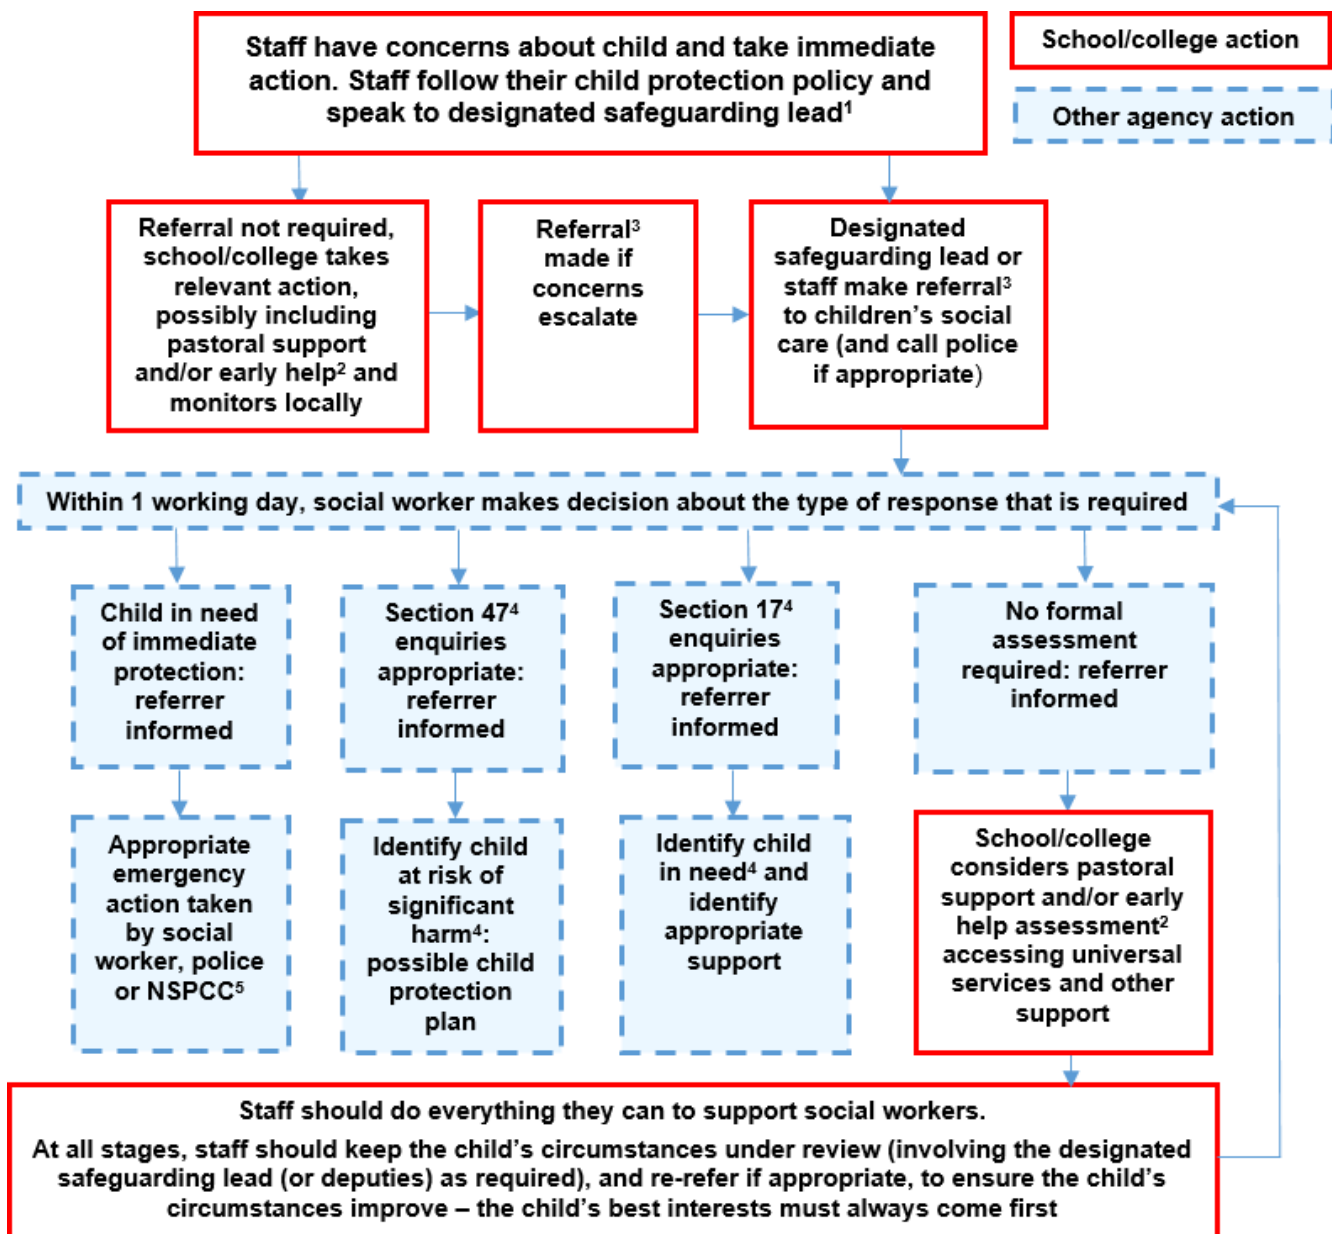 Staff have concerns about child and take immediate
action. Staff follow their child protection policy and
speak to designated safeguarding lead¹
School/college action
Other agency action
Referral not required,
school/college takes
relevant action,
possibly including
pastoral support
and/or early help² and
monitors locally
Referral³
made if
concerns
escalate
Designated
safeguarding lead or
staff make referral³
to children’s social
care (and call police
if appropriate)
Within 1 working day, social worker makes decision about the type of response that is required
Child in need
of immediate
protection:
referrer
informed
Section 47⁴
enquiries
appropriate:
referrer
informed
Section 17⁴
enquiries
appropriate:
referrer
informed
No formal
assessment
required: referrer
informed
Appropriate
emergency
action taken
by social
worker, police
or NSPCC⁵
Identify child
at risk of
significant
harm⁴:
possible child
protection
plan
Identify child
in need⁴ and
identify
appropriate
support
School/college
considers pastoral
support and/or early
help assessment²
accessing universal
services and other
support
Staff should do everything they can to support social workers.
At all stages, staff should keep the child’s circumstances under review (involving the designated
safeguarding lead (or deputies) as required), and re-refer if appropriate, to ensure the child’s
circumstances improve – the child’s best interests must always come first